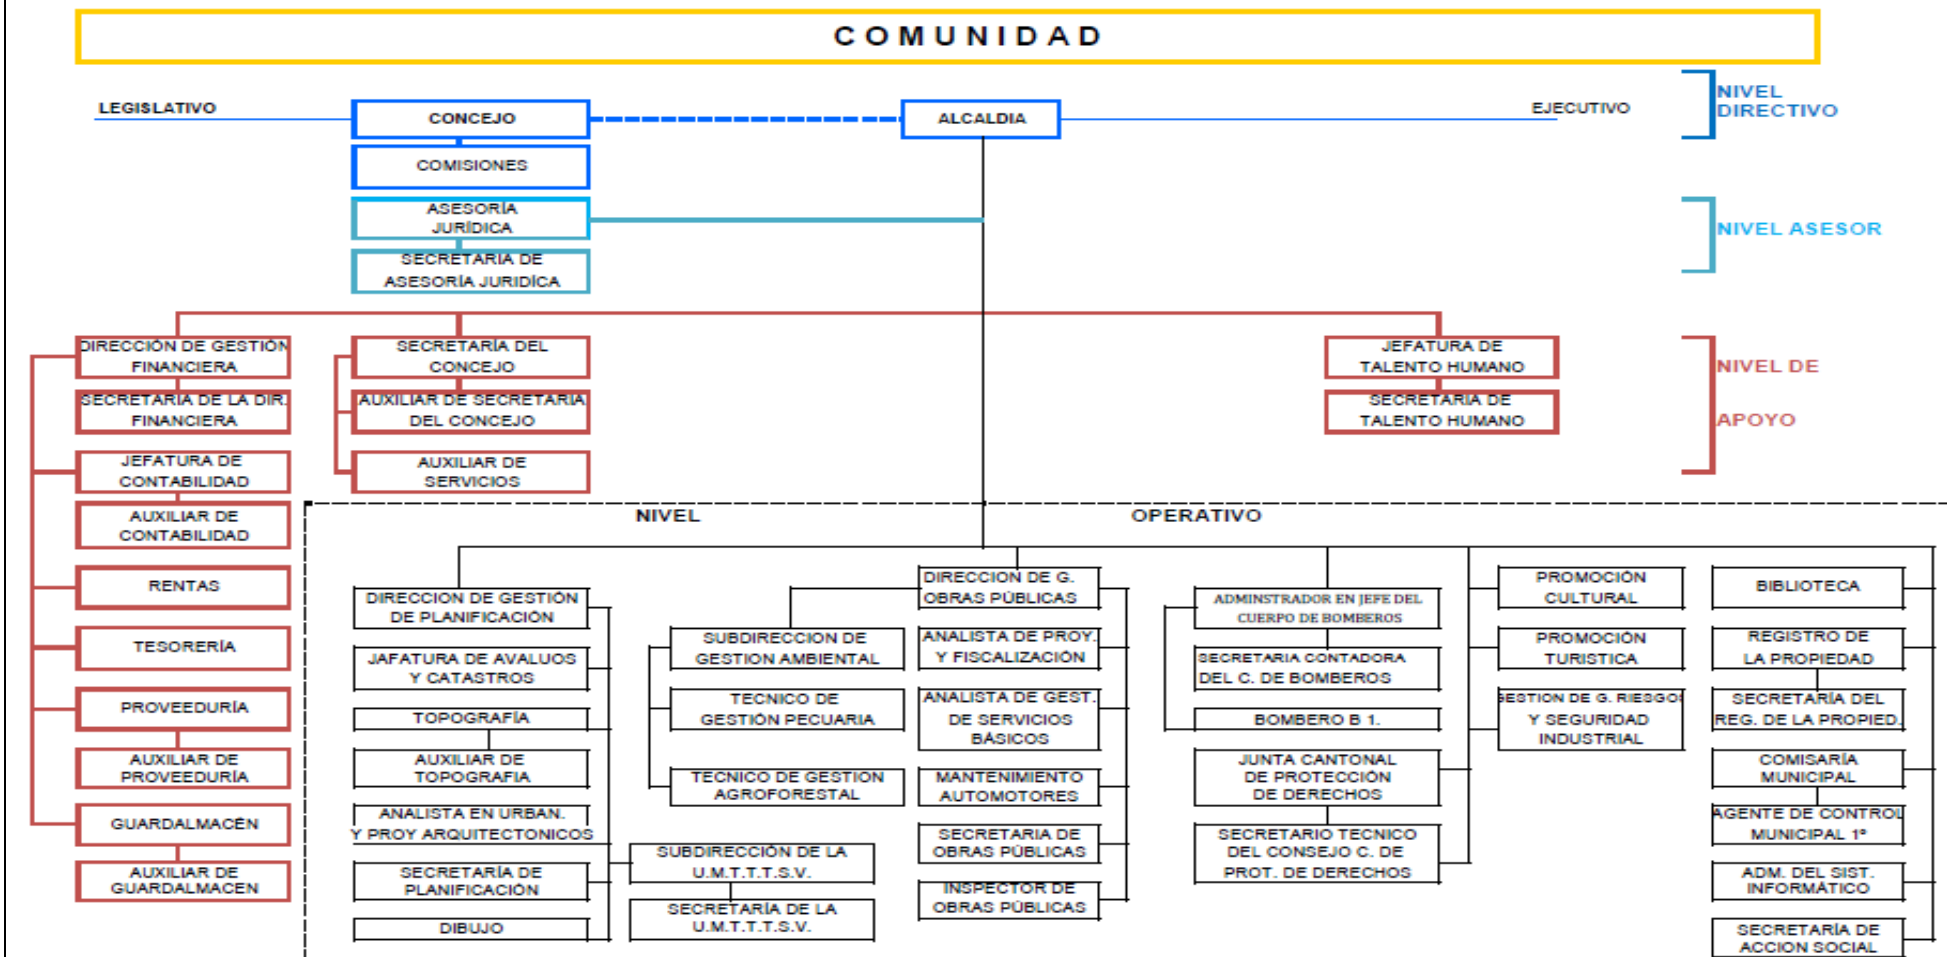 COMUNIDAD
LEGISLATIVO
CONCEJO
ALCALDIA
EJECUTIVO
NIVEL
DIRECTIVO
COMISIONES
ASESORÍA
JURÍDICA
NIVEL ASESOR
SECRETARÍA DE
ASESORÍA JURIDÍCA
DIRECCIÓN DE GESTIÓN
FINANCIERA
SECRETARÍA DEL
CONCEJO
JEFATURA DE
TALENTO HUMANO
NIVEL DE
APOYO
SECRETARÍA DE LA DIR.
FINANCIERA
AUXILIAR DE SECRETARÍA
DEL CONCEJO
SECRETARÍA DE
TALENTO HUMANO
JEFATURA DE
CONTABILIDAD
AUXILIAR DE
SERVICIOS
AUXILIAR DE
CONTABILIDAD
RENTAS
TESORERÍA
PROVEEDURÍA
AUXILIAR DE
PROVEEDURÍA
GUARDALMACÉN
AUXILIAR DE
GUARDALMACEN
NIVEL OPERATIVO
DIRECCION DE GESTIÓN
DE PLANIFICACIÓN
JAFATURA DE AVALUOS
Y CATASTROS
TOPOGRAFÍA
AUXILIAR DE
TOPOGRAFIA
ANALISTA EN URBAN.
Y PROY ARQUITECTONICOS
SECRETARÍA DE
PLANIFICACIÓN
DIBUJO
SUBDIRECCION DE
GESTION AMBIENTAL
TECNICO DE
GESTIÓN PECUARIA
TECNICO DE GESTION
AGROFORESTAL
SUBDIRECCIÓN DE LA
U.M.T.T.T.S.V.
SECRETARÍA DE LA
U.M.T.T.T.S.V.
DIRECCION DE G.
OBRAS PÚBLICAS
ANALISTA DE PROY.
Y FISCALIZACIÓN
ANALISTA DE GEST.
DE SERVICIOS
BÁSICOS
MANTENIMIENTO
AUTOMOTORES
SECRETARIA DE
OBRAS PÚBLICAS
INSPECTOR DE
OBRAS PÚBLICAS
ADMINSTRADOR EN JEFE DEL
CUERPO DE BOMBEROS
SECRETARIA CONTADORA
DEL C. DE BOMBEROS
BOMBERO B 1.
JUNTA CANTONAL
DE PROTECCIÓN
DE DERECHOS
SECRETARIO TECNICO
DEL CONSEJO C. DE
PROT. DE DERECHOS
PROMOCIÓN
CULTURAL
PROMOCIÓN
TURISTICA
GESTION DE G. RIESGOS
Y SEGURIDAD
INDUSTRIAL
BIBLIOTECA
REGISTRO DE
LA PROPIEDAD
SECRETARÍA DEL
REG. DE LA PROPIED.
COMISARÍA
MUNICIPAL
AGENTE DE CONTROL
MUNICIPAL 1º
ADM. DEL SIST.
INFORMÁTICO
SECRETARÍA DE
ACCION SOCIAL